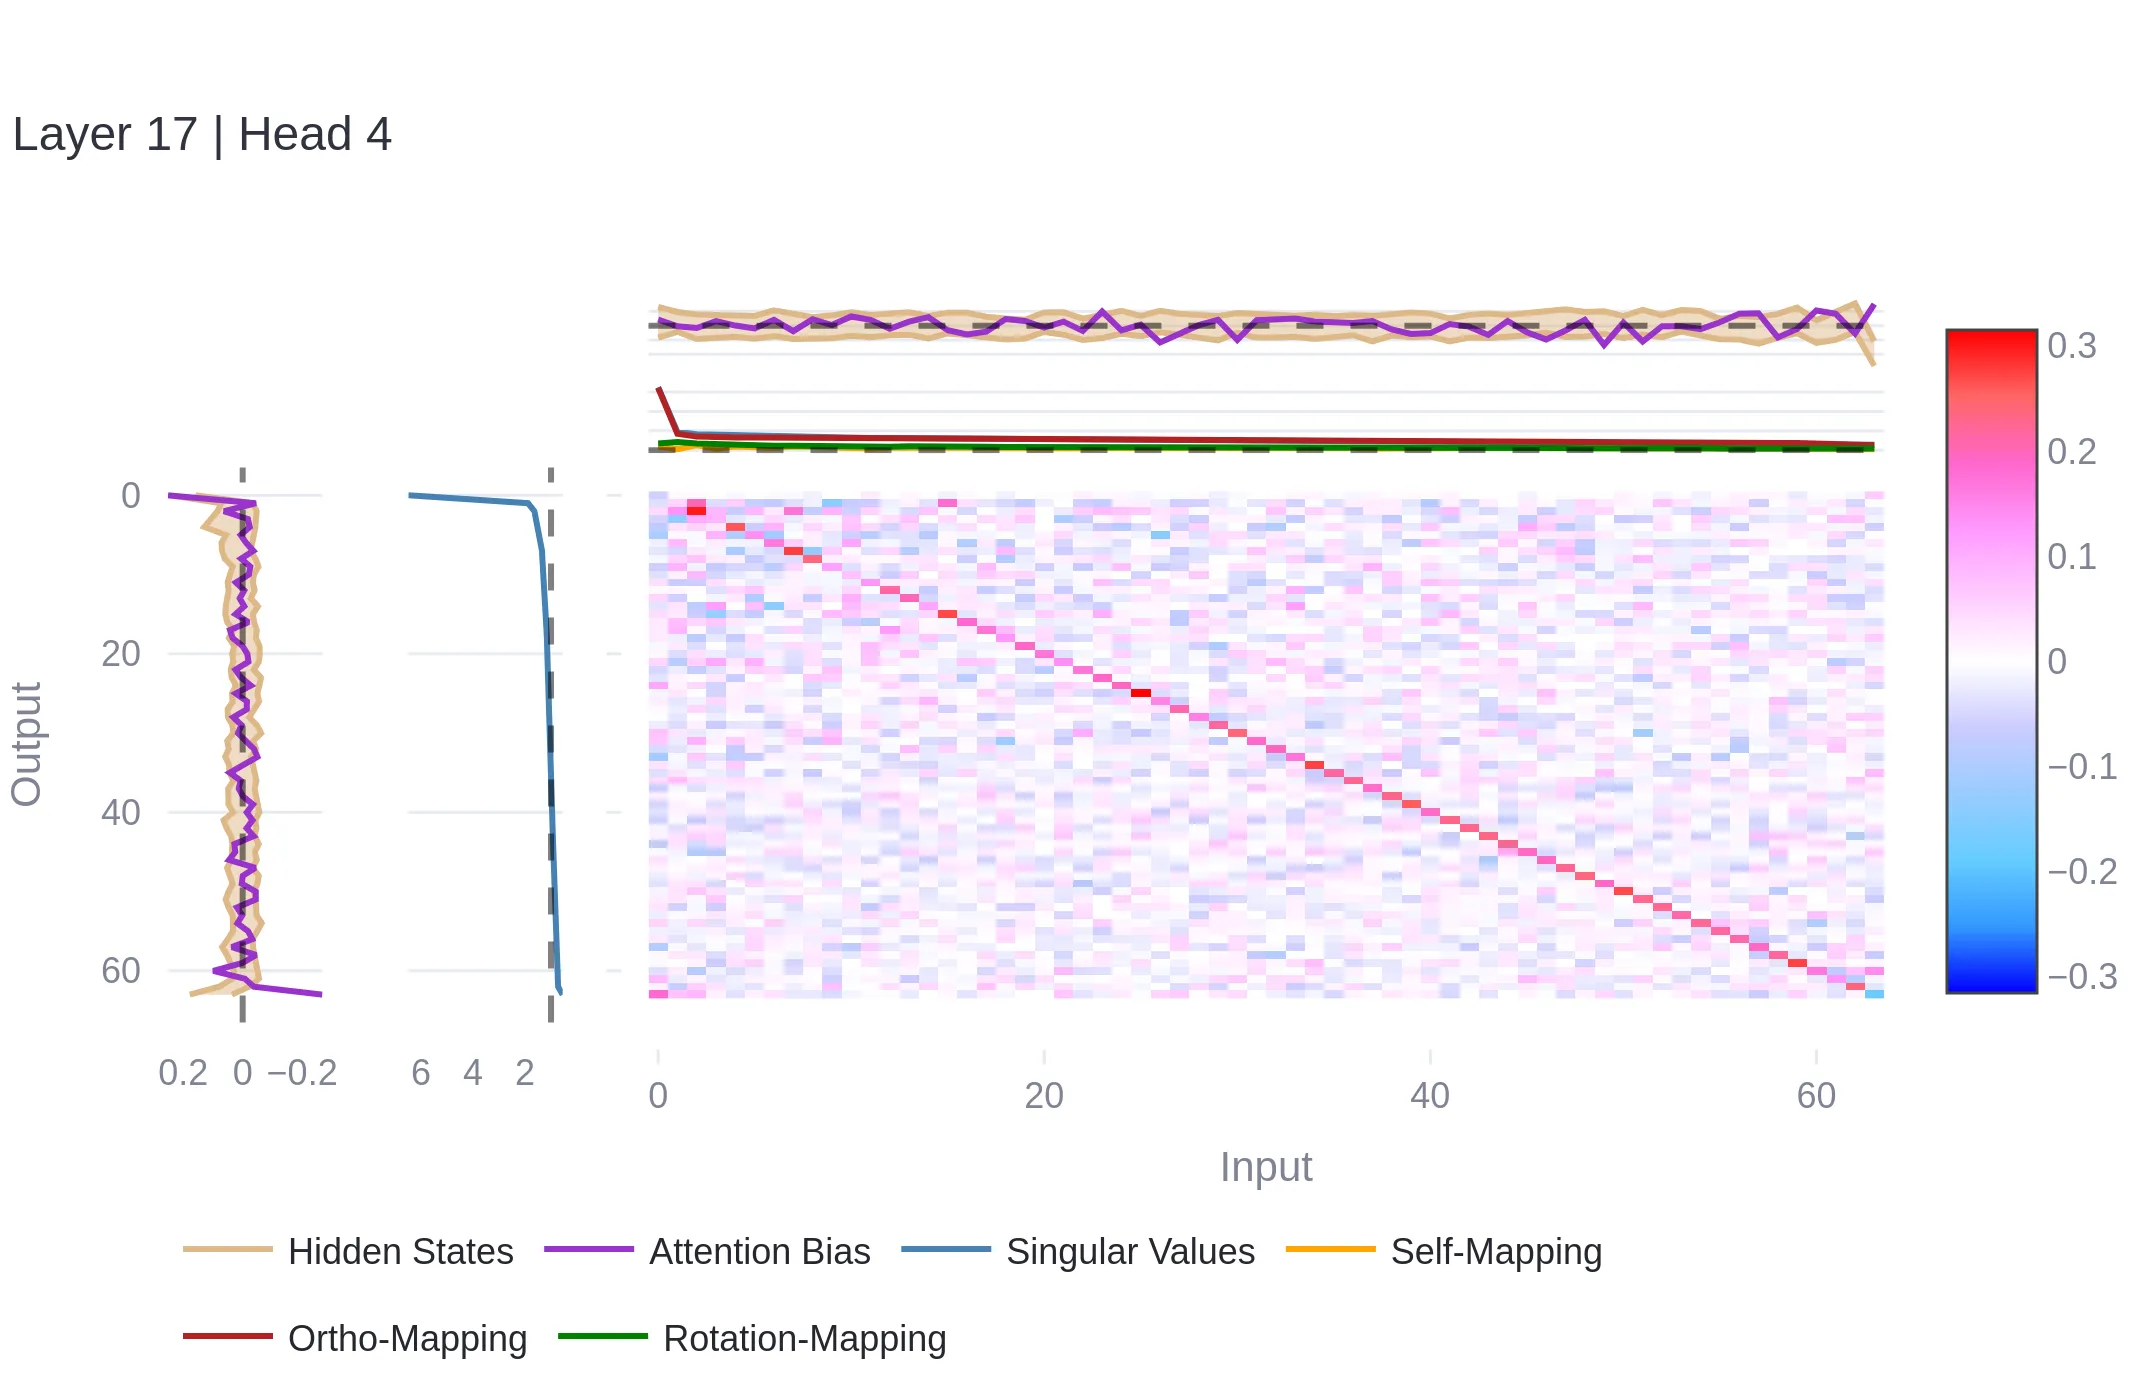 Layer 17 | Head 4
0.3
0.2
0.1
0
−0.1
−0.2
−0.3
0
20
40
60
Output
0.2 0 −0.2
6 4 2
0 20 40 60
Input
Hidden States Attention Bias Singular Values Self-Mapping
Ortho-Mapping Rotation-Mapping